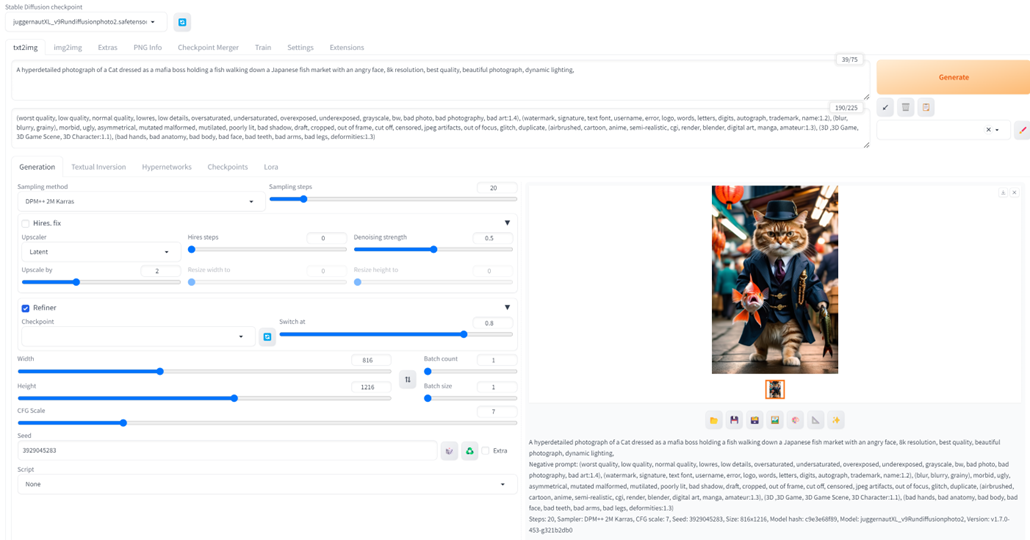 Stable Diffusion checkpoint
juggernautXL_v9Rundiffusionphoto2.safetenso
txt2img img2img Extras PNG Info Checkpoint Merger Train Settings Extensions
39/75
A hyperdetailed photograph of a Cat dressed as a mafia boss holding a fish walking down a Japanese fish market with an angry face, 8k resolution, best quality, beautiful photograph, dynamic lighting,
Generate
190/225
(worst quality, low quality, normal quality, lowres, low details, oversaturated, undersaturated, overexposed, underexposed, grayscale, bw, bad photo, bad photography, bad art:1.4), (watermark, signature, text font, username, error, logo, words, letters, digits, autograph, trademark, name:1.2), (blur,
blurry, grainy), morbid, ugly, asymmetrical, mutated malformed, mutilated, poorly lit, bad shadow, draft, cropped, out of frame, cut off, censored, jpeg artifacts, out of focus, glitch, duplicate, (airbrushed, cartoon, anime, semi-realistic, cgi, render, blender, digital art, manga, amateur:1.3), (3D ,3D Game,
3D Game Scene, 3D Character:1.1), (bad hands, bad anatomy, bad body, bad face, bad teeth, bad arms, bad legs, deformities:1.3)
Generation Textual Inversion Hypernetworks Checkpoints Lora
Sampling method Sampling steps 20
DPM++ 2M Karras
Hires. fix
Upscaler Hires steps 0 Denoising strength 0.5
Latent
Upscale by 2 Resize width to 0 Resize height to 0
Refiner
Checkpoint Switch at 0.8
Width 816 Batch count 1
Height 1216 Batch size 1
CFG Scale 7
Seed
3929045283 Extra
Script
None
A hyperdetailed photograph of a Cat dressed as a mafia boss holding a fish walking down a Japanese fish market with an angry face, 8k resolution, best quality, beautiful
photograph, dynamic lighting,
Negative prompt: (worst quality, low quality, normal quality, lowres, low details, oversaturated, undersaturated, overexposed, underexposed, grayscale, bw, bad photo, bad
photography, bad art:1.4), (watermark, signature, text font, username, error, logo, words, letters, digits, autograph, trademark, name:1.2), (blur, blurry, grainy), morbid, ugly,
asymmetrical, mutated malformed, mutilated, poorly lit, bad shadow, draft, cropped, out of frame, cut off, censored, jpeg artifacts, out of focus, glitch, duplicate, (airbrushed,
cartoon, anime, semi-realistic, cgi, render, blender, digital art, manga, amateur:1.3), (3D ,3D Game, 3D Game Scene, 3D Character:1.1), (bad hands, bad anatomy, bad body, bad
face, bad teeth, bad arms, bad legs, deformities:1.3)
Steps: 20, Sampler: DPM++ 2M Karras, CFG scale: 7, Seed: 3929045283, Size: 816x1216, Model hash: c9e3e68f89, Model: juggernautXL_v9Rundiffusionphoto2, Version: v1.7.0-
453-g321b2db0